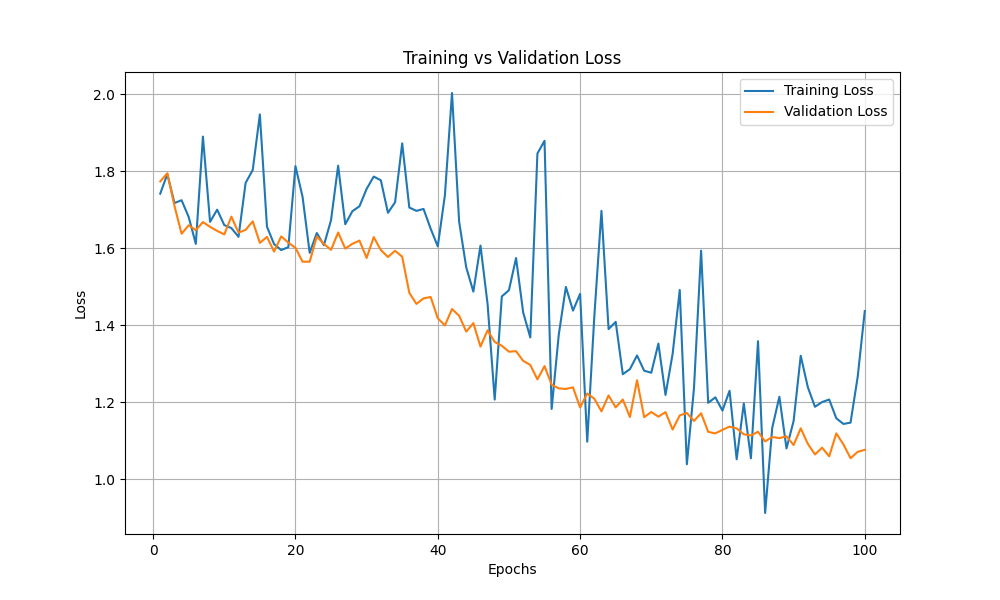 Training vs Validation Loss
Training Loss
Validation Loss
2.0
1.8
1.6
1.4
1.2
1.0
Loss
0 20 40 60 80 100
Epochs